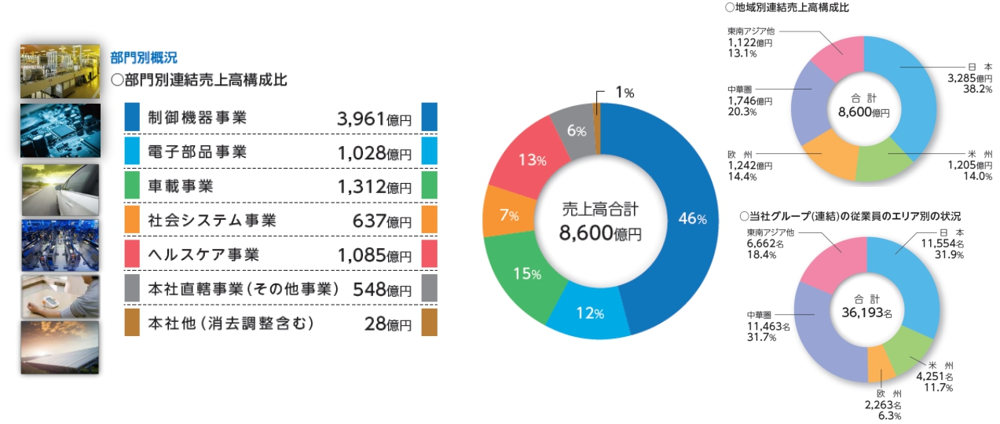 部門別概況
○部門別連結売上高構成比
制御機器事業 3,961億円
電子部品事業 1,028億円
車載事業 1,312億円
社会システム事業 637億円
ヘルスケア事業 1,085億円
本社直轄事業(その他事業) 548億円
本社他(消去調整含む) 28億円
1%
6%
13%
7%
15%
12%
46%
売上高合計
8,600億円
○地域別連結売上高構成比
東南アジア他
1,122億円
13.1%
中華圏
1,746億円
20.3%
欧 州
1,242億円
14.4%
合 計
8,600億円
日 本
3,285億円
38.2%
米 州
1,205億円
14.0%
○当社グループ(連結)の従業員のエリア別の状況
東南アジア他
6,662名
18.4%
中華圏
11,463名
31.7%
合 計
36,193名
日 本
11,554名
31.9%
米 州
4,251名
11.7%
欧 州
2,263名
6.3%